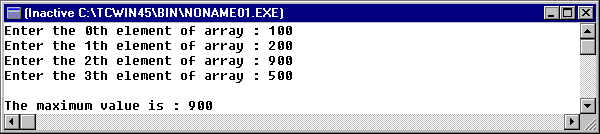 (Inactive C:\TCWIN45\BIN\NONAME01.EXE)
Enter the 0th element of array : 100
Enter the 1th element of array : 200
Enter the 2th element of array : 900
Enter the 3th element of array : 500
The maximum value is : 900